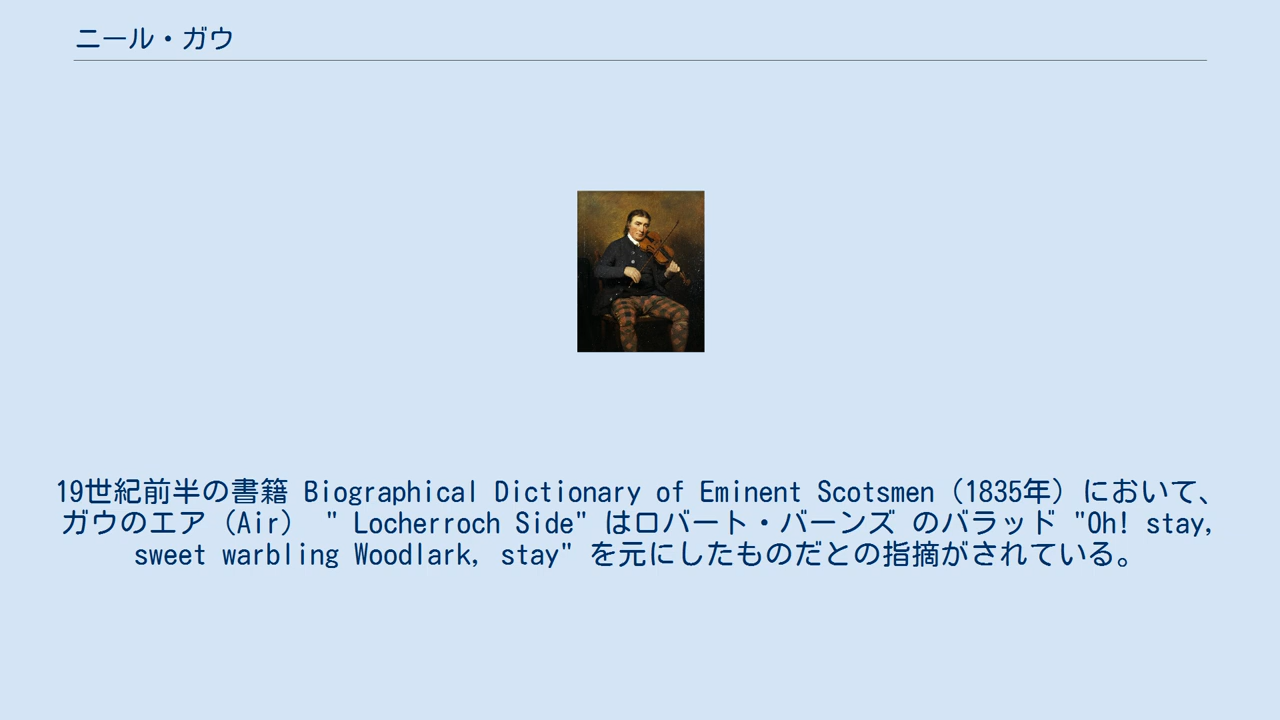 ニール・ガウ
19世紀前半の書籍 Biographical Dictionary of Eminent Scotsmen（1835年）において、
ガウのエア（Air） " Locherroch Side" はロバート・バーンズ のバラッド "Oh! stay,
sweet warbling Woodlark, stay" を元にしたものだとの指摘がされている。